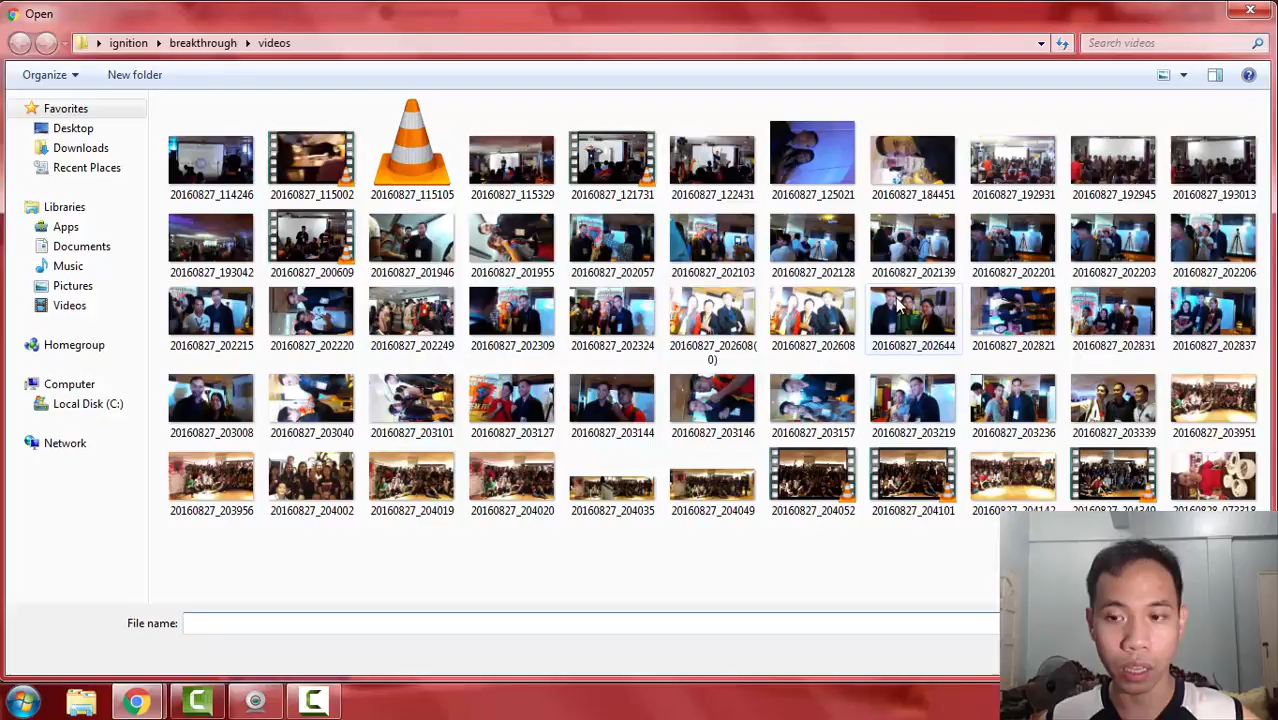 Open
ignition
breakthrough
videos
Search videos
Organize
New folder
Favorites
Desktop
Downloads
Recent Places
Libraries
Apps
Documents
Music
Pictures
Videos
Homegroup
Computer
Local Disk (C:)
Network
20160827_114246 20160827_115002 20160827_115105 20160827_115329 20160827_121731 20160827_122431 20160827_125021 20160827_184451 20160827_192931 20160827_192945 20160827_193013
20160827_193042 20160827_200609 20160827_201946 20160827_201955 20160827_202057 20160827_202103 20160827_202128 20160827_202139 20160827_202201 20160827_202203 20160827_202206
20160827_202215 20160827_202220 20160827_202249 20160827_202309 20160827_202324 20160827_202608( 20160827_202608 20160827_202644 20160827_202821 20160827_202831 20160827_202837
0)
20160827_203008 20160827_203040 20160827_203101 20160827_203127 20160827_203144 20160827_203146 20160827_203157 20160827_203219 20160827_203236 20160827_203339 20160827_203951
20160827_203956 20160827_204002 20160827_204019 20160827_204020 20160827_204035 20160827_204049 20160827_204052 20160827_204101
File name: